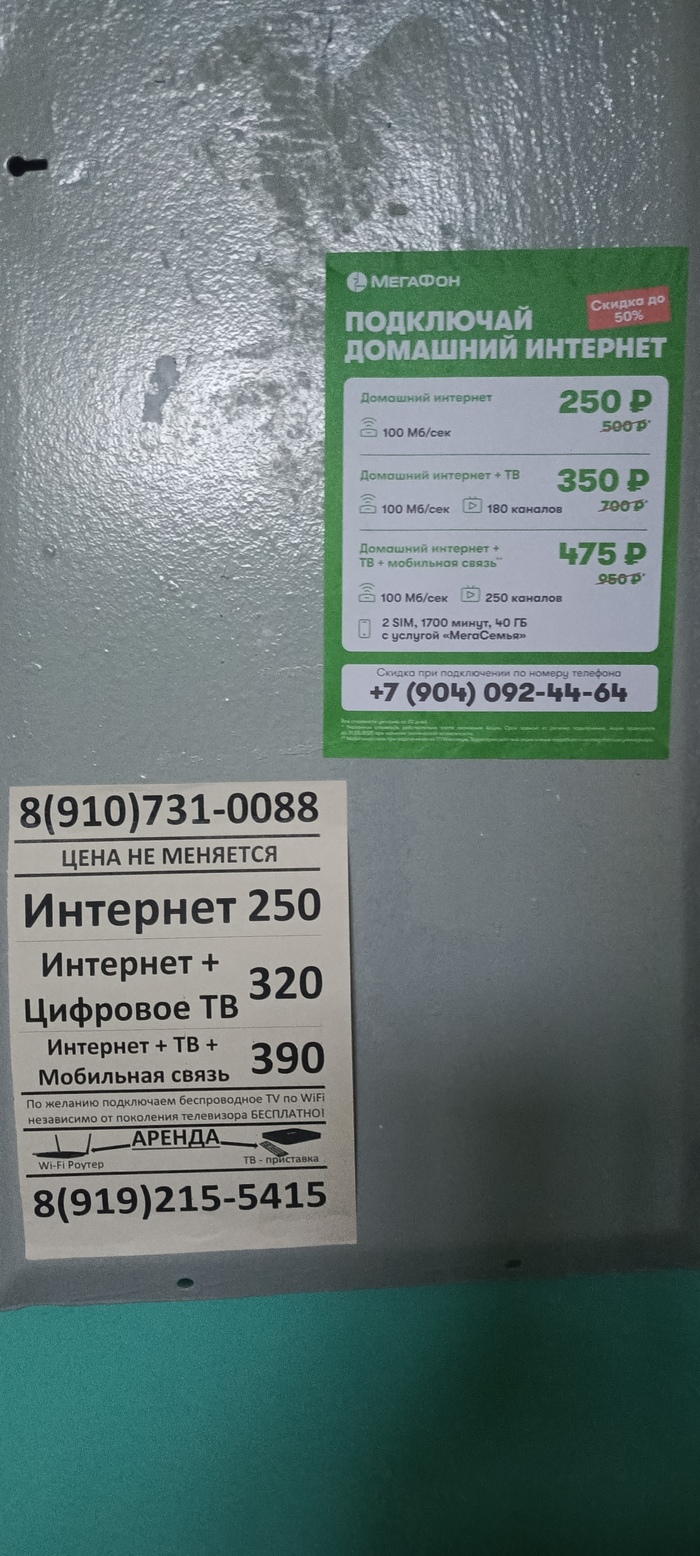 МЕГАФОН
Скидка до
50%
ПОДКЛЮЧАЙ
ДОМАШНИЙ ИНТЕРНЕТ
Домашний интернет
250 ₽
100 Мб/сек
500 ₽*
Домашний интернет + ТВ
350 ₽
100 Мб/сек 180 каналов
700 ₽*
Домашний интернет +
ТВ + мобильная связь**
475 ₽
950 ₽*
100 Мб/сек 250 каналов
2 SIM, 1700 минут, 40 ГБ
с услугой «МегаСемья»
Скидка при подключении по номеру телефона
+7 (904) 092-44-64
8(910)731-0088
ЦЕНА НЕ МЕНЯЕТСЯ
Интернет 250
Интернет +
Цифровое ТВ
320
Интернет + ТВ +
Мобильная связь
390
По желанию подключаем беспроводное TV по WiFi
независимо от поколения телевизора БЕСПЛАТНО!
АРЕНДА
Wi-Fi Роутер
ТВ - приставка
8(919)215-5415